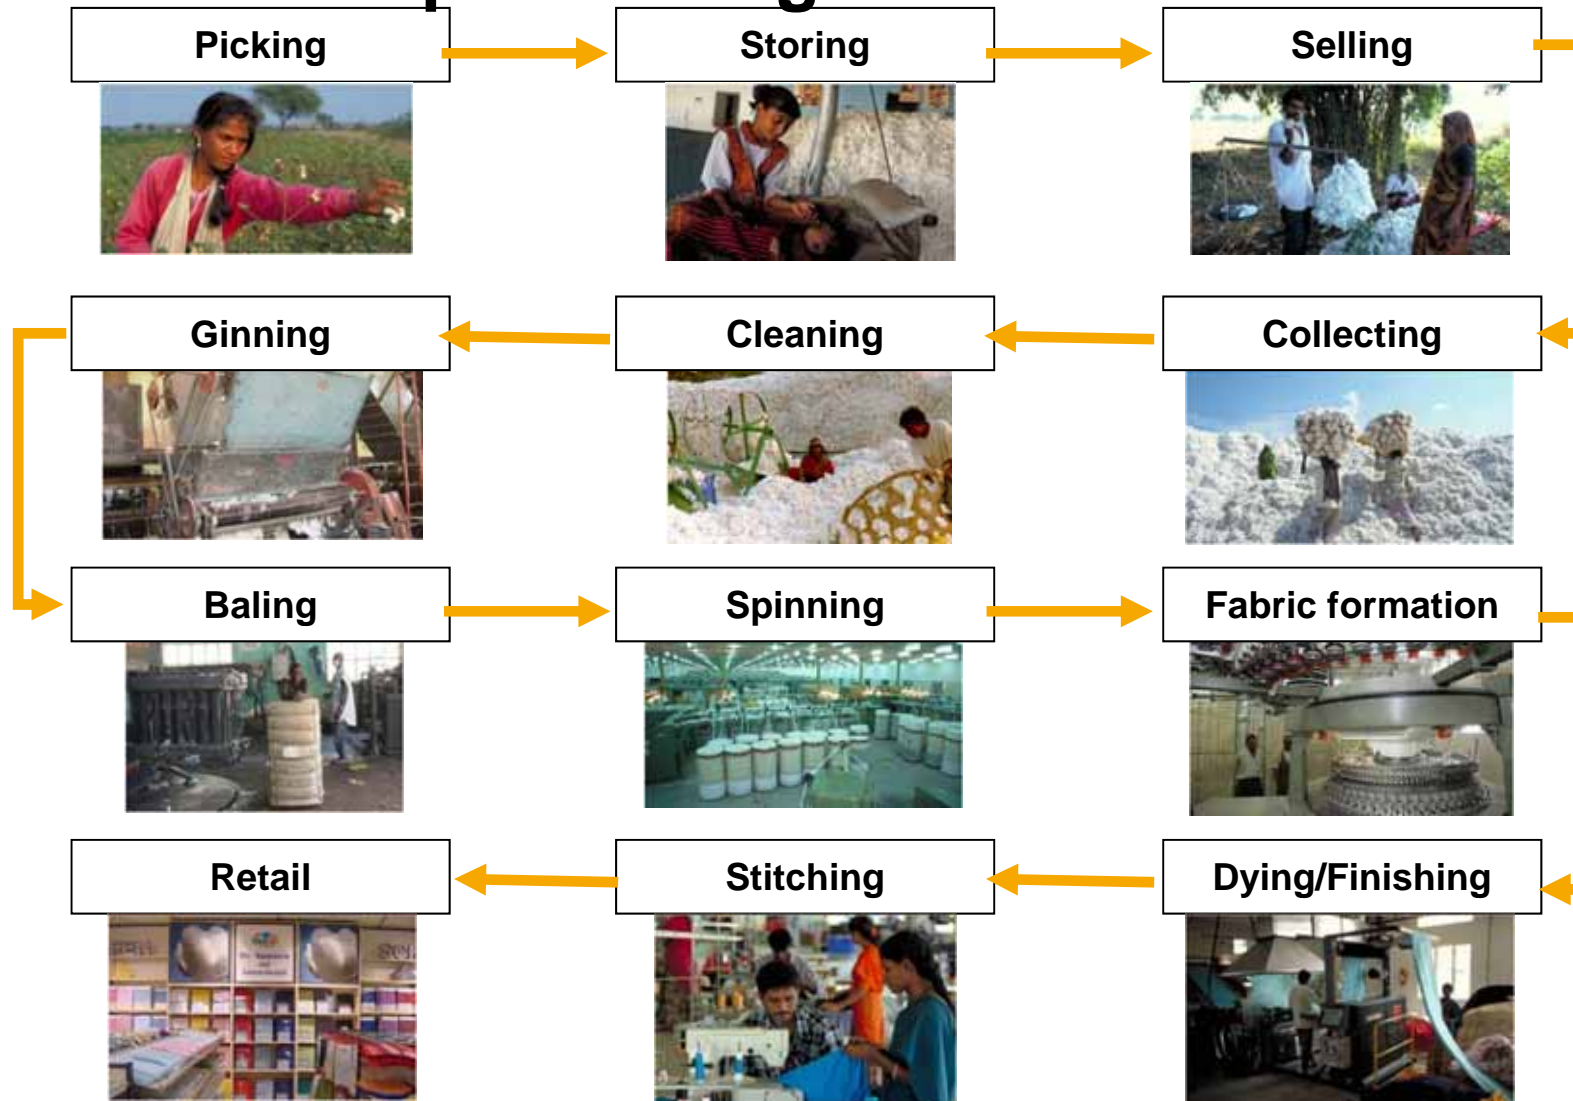 Picking
Storing
Selling
Collecting
Cleaning
Ginning
Baling
Spinning
Fabric formation
Dying/Finishing
Stitching
Retail